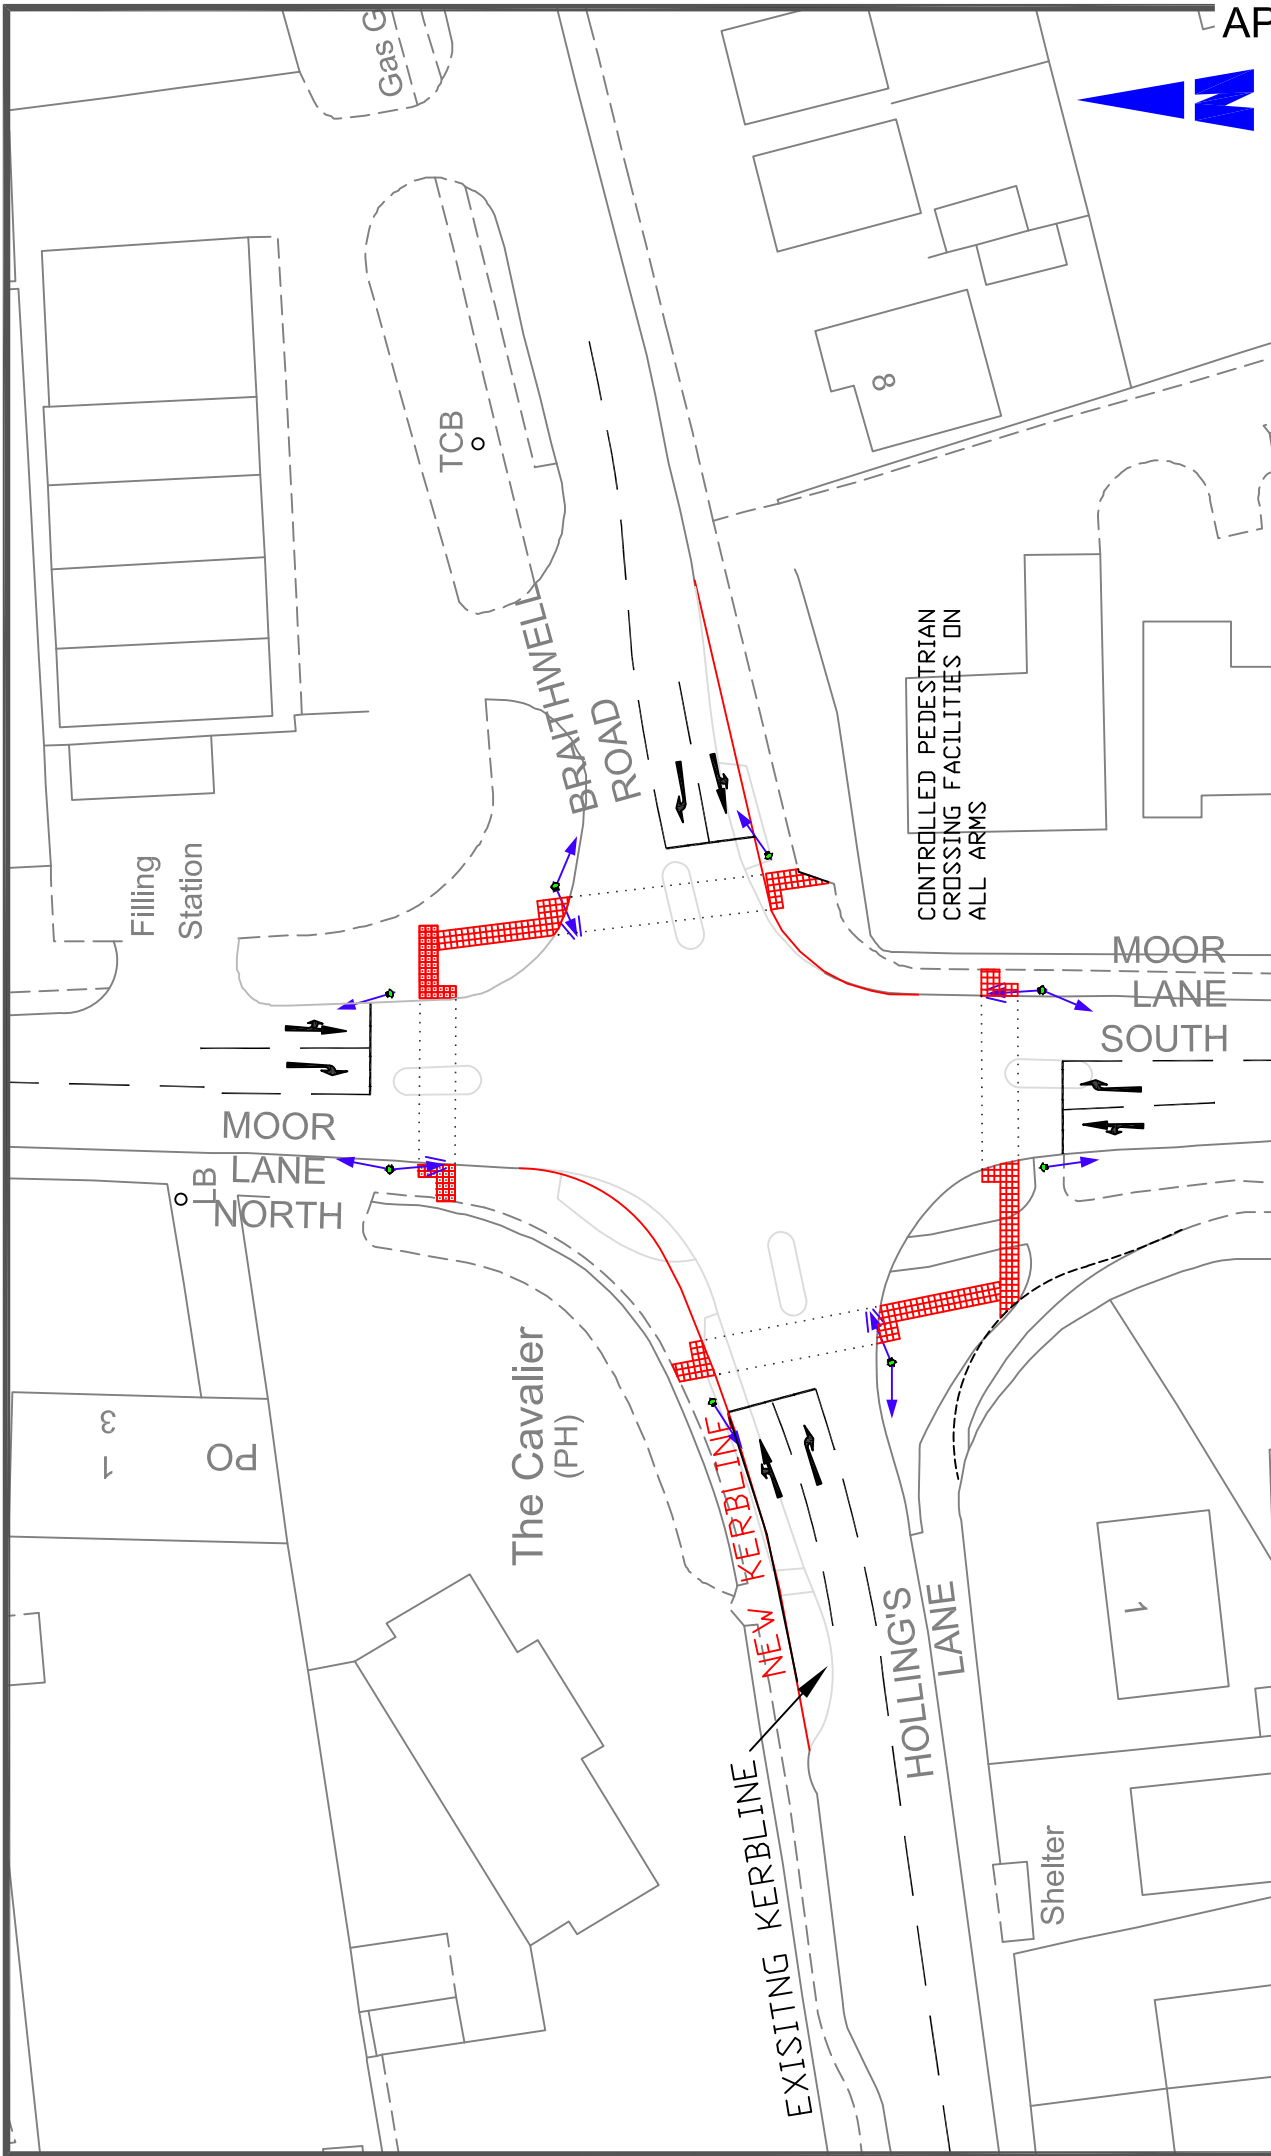 AP
Gas G
TCB
8
BRAITHWELL
ROAD
CONTROLLED PEDESTRIAN
CROSSING FACILITIES ON
ALL ARMS
Filling
Station
MOOR
LANE
SOUTH
MOOR
LANE
NORTH
LB
3
1
PO
The Cavalier
(PH)
NEW KERBLINE
HOLLING'S
LANE
1
EXISITNG KERBLINE
Shelter
N